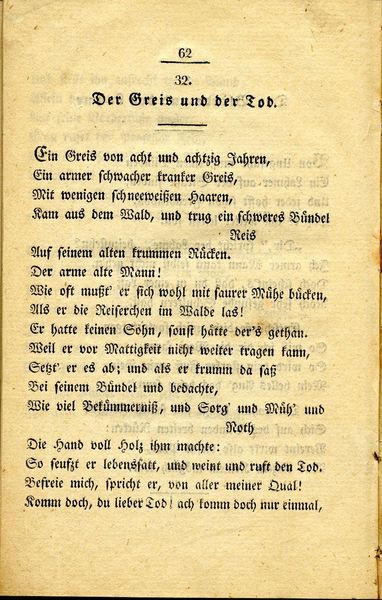 62
32.
Der Greis und der Tod.
Ein Greis von acht und achtzig Jahren,
Ein armer schwacher kranker Greis,
Mit wenigen schneeweißen Haaren,
Kam aus dem Wald, und trug ein schweres Bündel
Reis
Auf seinem alten krummen Rücken.
Der arme alte Mann!
Wie oft mußt' er sich wohl mit saurer Mühe bücken,
Als er die Reiserchen im Walde las!
Er hatte keinen Sohn, sonst hätte der's gethan.
Weil er vor Mattigkeit nicht weiter tragen kann,
Setzt' er es ab; und als er krumm da saß
Bei seinem Bündel und bedachte,
Wie viel Bekümmerniß, und Sorg' und Müh' und
Noth
Die Hand voll Holz ihm machte:
So seufzt er lebenssatt, und weint und ruft den Tod.
Befreie mich, spricht er, von aller meiner Qual!
Komm doch, du lieber Tod! ach komm doch nur einmal,